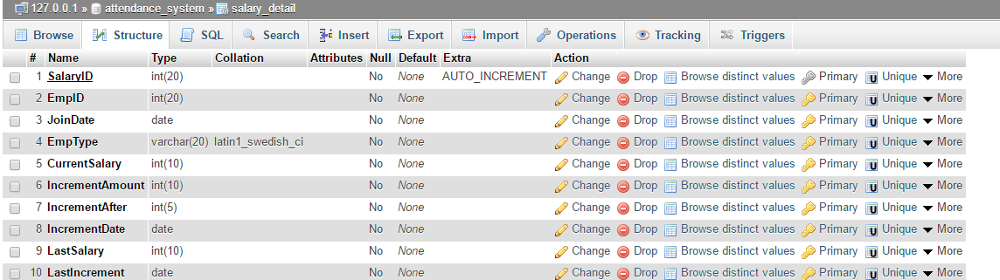 127.0.0.1 » attendance_system » salary_detail
Browse Structure SQL Search Insert Export Import Operations Tracking Triggers
# Name Type Collation Attributes Null Default Extra Action
1 SalaryID int(20) No None AUTO_INCREMENT Change Drop Browse distinct values Primary U Unique More
2 EmpID int(20) No None Change Drop Browse distinct values Primary U Unique More
3 JoinDate date No None Change Drop Browse distinct values Primary U Unique More
4 EmpType varchar(20) latin1_swedish_ci No None Change Drop Browse distinct values Primary U Unique More
5 CurrentSalary int(10) No None Change Drop Browse distinct values Primary U Unique More
6 IncrementAmount int(10) No None Change Drop Browse distinct values Primary U Unique More
7 IncrementAfter int(5) No None Change Drop Browse distinct values Primary U Unique More
8 IncrementDate date No None Change Drop Browse distinct values Primary U Unique More
9 LastSalary int(10) No None Change Drop Browse distinct values Primary U Unique More
10 LastIncrement date No None Change Drop Browse distinct values Primary U Unique More